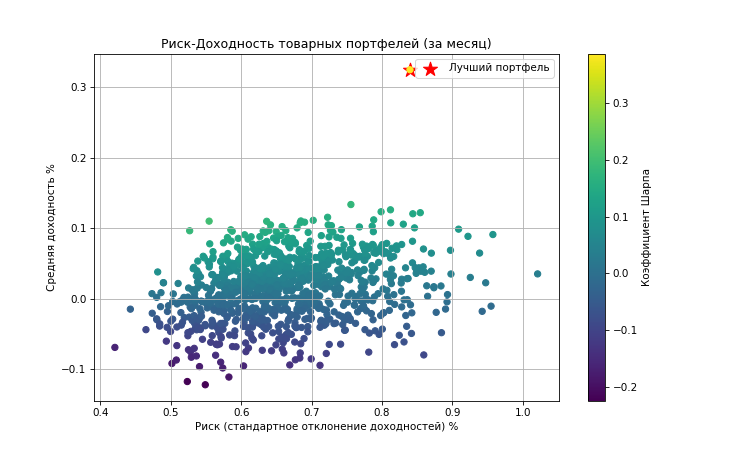 Риск-Доходность товарных портфелей (за месяц)
Лучший портфель
Средняя доходность %
0.3
0.2
0.1
0.0
−0.1
0.4 0.5 0.6 0.7 0.8 0.9 1.0
Риск (стандартное отклонение доходностей) %
0.3
0.2
0.1
0.0
−0.1
−0.2
Коэффициент Шарпа